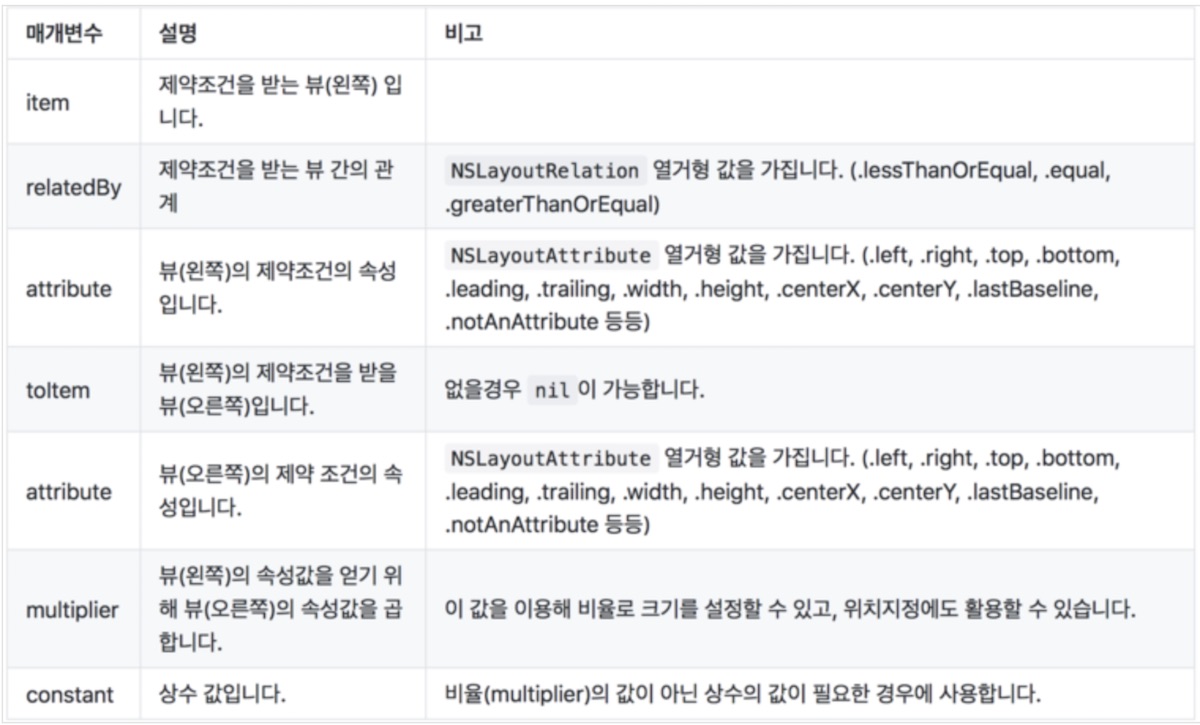 매개변수 설명 비고
item
제약조건을 받는 뷰(왼쪽) 입
니다.
relatedBy
제약조건을 받는 뷰 간의 관
계
NSLayoutRelation 열거형 값을 가집니다. (.lessThanOrEqual, .equal,
.greaterThanOrEqual)
attribute
뷰(왼쪽)의 제약조건의 속성
입니다.
NSLayoutAttribute 열거형 값을 가집니다. (.left, .right, .top, .bottom,
.leading, .trailing, .width, .height, .centerX, .centerY, .lastBaseline,
.notAnAttribute 등등)
toItem
뷰(왼쪽)의 제약조건을 받을
뷰(오른쪽)입니다.
없을경우 nil 이 가능합니다.
attribute
뷰(오른쪽)의 제약 조건의 속
성입니다.
NSLayoutAttribute 열거형 값을 가집니다. (.left, .right, .top, .bottom,
.leading, .trailing, .width, .height, .centerX, .centerY, .lastBaseline,
.notAnAttribute 등등)
multiplier
뷰(왼쪽)의 속성값을 얻기 위
해 뷰(오른쪽)의 속성값을 곱
합니다.
이 값을 이용해 비율로 크기를 설정할 수 있고, 위치지정에도 활용할 수 있습니다.
constant
상수 값입니다.
비율(multiplier)의 값이 아닌 상수의 값이 필요한 경우에 사용합니다.